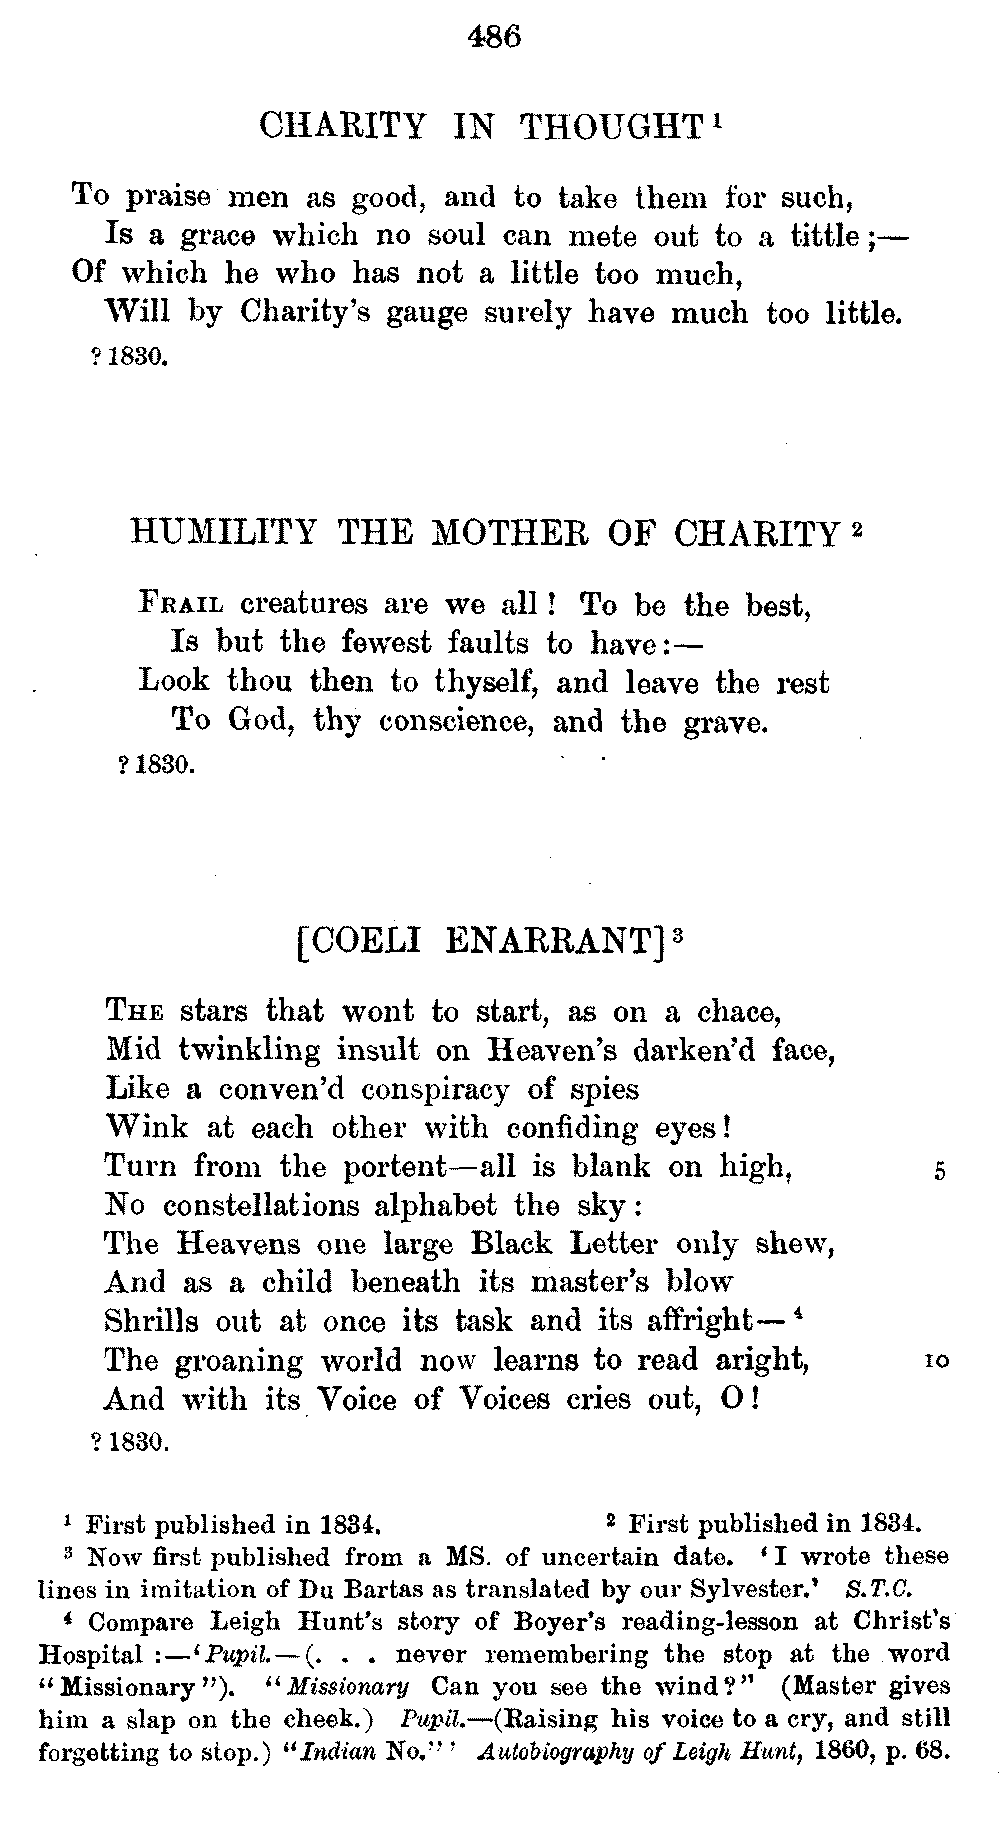 486
CHARITY IN THOUGHT ¹
To praise men as good, and to take them for such,
Is a grace which no soul can mete out to a tittle ;—
Of which he who has not a little too much,
Will by Charity's gauge surely have much too little.
? 1830.
HUMILITY THE MOTHER OF CHARITY ²
FRAIL creatures are we all ! To be the best,
Is but the fewest faults to have :—
Look thou then to thyself, and leave the rest
To God, thy conscience, and the grave.
? 1830.
[COELI ENARRANT] ³
THE stars that wont to start, as on a chace,
Mid twinkling insult on Heaven's darken'd face,
Like a conven'd conspiracy of spies
Wink at each other with confiding eyes !
Turn from the portent—all is blank on high, 5
No constellations alphabet the sky :
The Heavens one large Black Letter only shew,
And as a child beneath its master's blow
Shrills out at once its task and its affright— ⁴
The groaning world now learns to read aright, 10
And with its Voice of Voices cries out, O !
? 1830.
¹ First published in 1834. ² First published in 1834.
³ Now first published from a MS. of uncertain date. 'I wrote these
lines in imitation of Du Bartas as translated by our Sylvester.' S.T.C.
⁴ Compare Leigh Hunt's story of Boyer's reading-lesson at Christ's
Hospital :—'Pupil.—(. . . never remembering the stop at the word
"Missionary"). "Missionary Can you see the wind?" (Master gives
him a slap on the cheek.) Pupil.—(Raising his voice to a cry, and still
forgetting to stop.) "Indian No."' Autobiography of Leigh Hunt, 1860, p. 68.